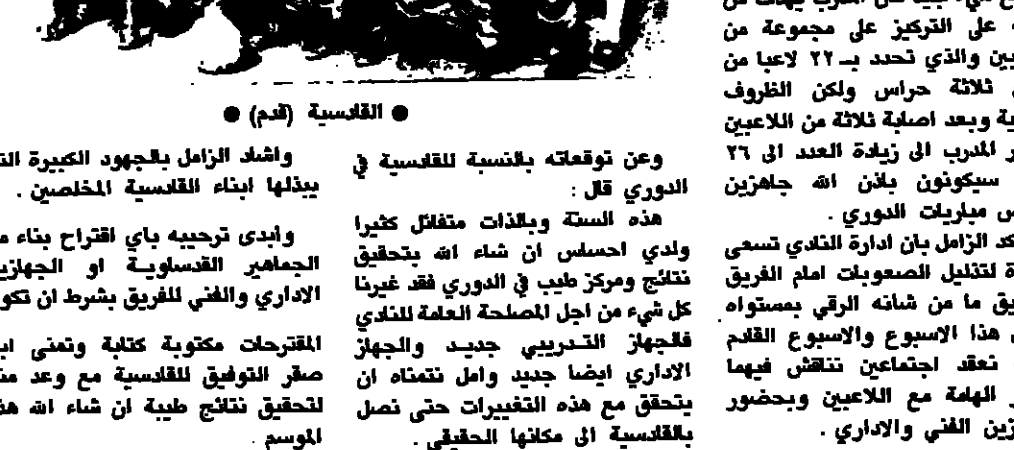 على التركيز على مجموعة من
والذي تحدد بـ ٢٢ لاعبا من
ثلاثة حراس ولكن الظروف
وبعد اصابة ثلاثة من اللاعبين
المدرب الى زيادة العدد الى ٢٦
سيكونون باذن الله جاهزين
مباريات الدوري .
الزامل بان ادارة النادي تسعى
لتذليل الصعوبات امام الفريق
ما من شانه الرقي بمستواه
هذا الاسبوع والاسبوع القادم
نعقد اجتماعين نناقش فيهما
الهامة مع اللاعبين وبحضور
الفني والاداري .
● القادسية (قدم) ●
وعن توقعاته بالنسبة للقادسية في
الدوري قال :
هذه السنة وبالذات متفائل كثيرا
ولدي احساس ان شاء الله بتحقيق
نتائج ومركز طيب في الدوري فقد غيرنا
كل شيء من اجل المصلحة العامة للنادي
فالجهاز التدريبي جديد والجهاز
الاداري ايضا جديد وامل نتمناه ان
يتحقق مع هذه التغييرات حتى نصل
بالقادسية الى مكانها الحقيقي .
واشاد الزامل بالجهود الكبيرة
يبذلها ابناء القادسية المخلصين .
وأبدى ترحيبه باي اقتراح بناء
الجماهير القدساوية او
الاداري والفني للفريق بشرط ان
المقترحات مكتوبة كتابة وتمنى
صقر التوفيق للقادسية مع وعد
لتحقيق نتائج طيبة ان شاء الله
الموسم .